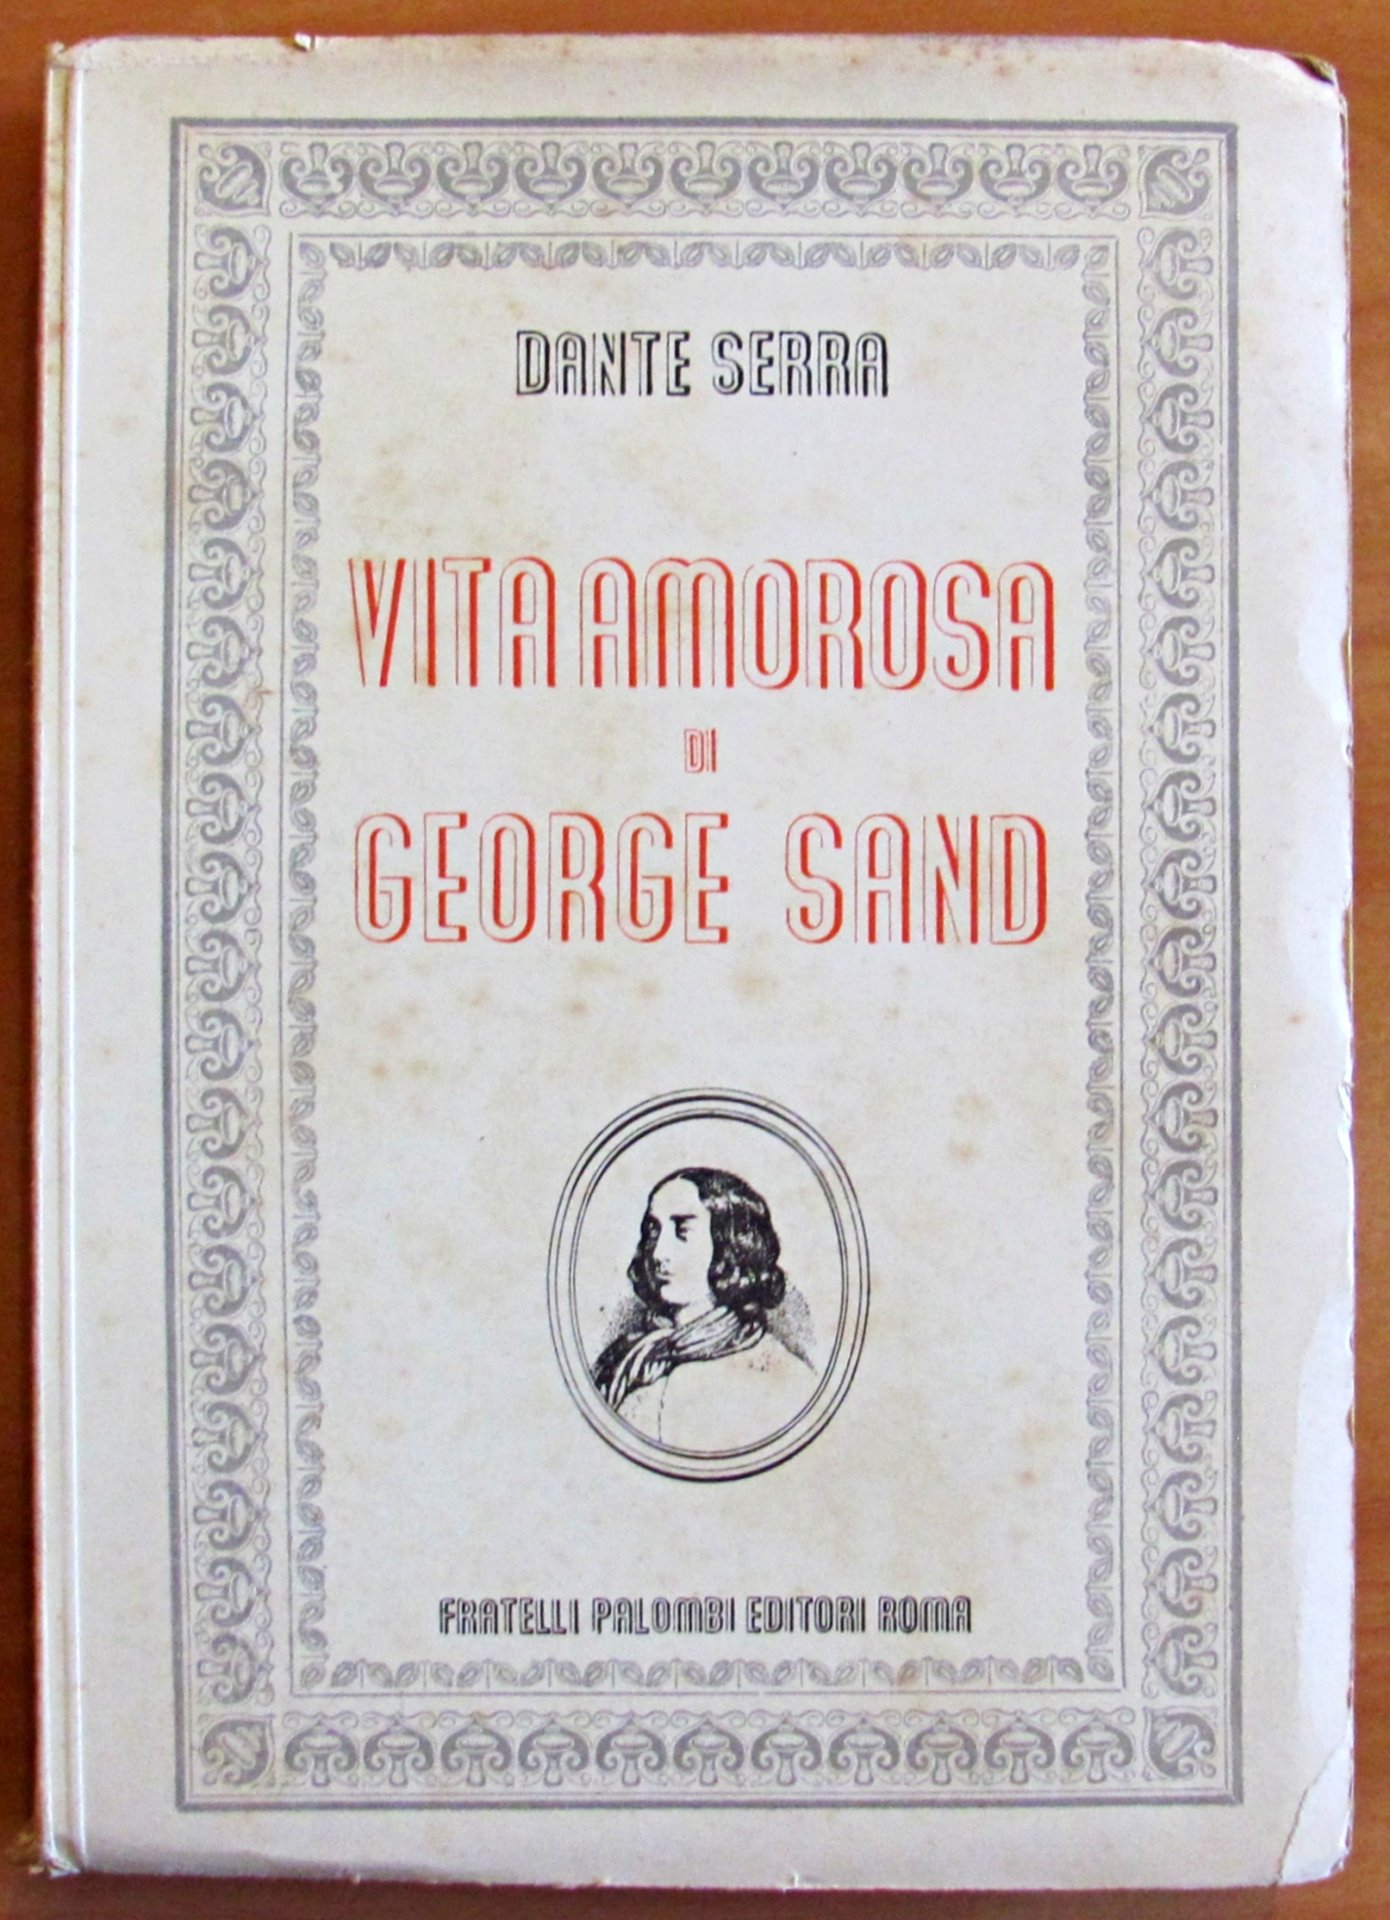 DANTE SERRA
VITA AMOROSA
DI
GEORGE SAND
FRATELLI PALOMBI EDITORI ROMA